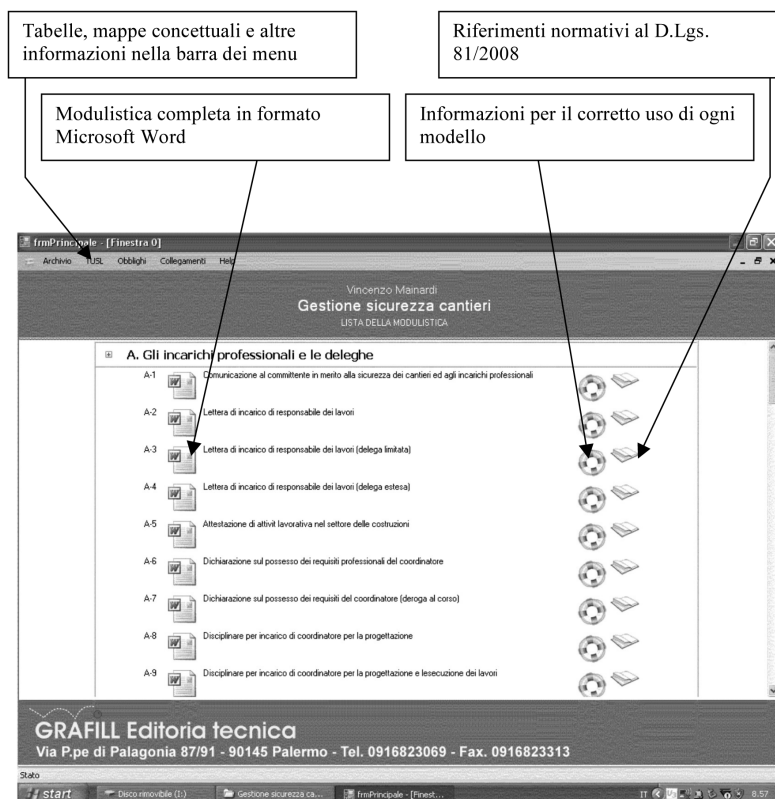 Tabelle, mappe concettuali e altre
informazioni nella barra dei menu
Riferimenti normativi al D.Lgs.
81/2008
Modulistica completa in formato
Microsoft Word
Informazioni per il corretto uso di ogni
modello
frmPrincipale - [Finestra 0]
Archivio TUSL Obblighi Collegamenti Help
Vincenzo Mainardi
Gestione sicurezza cantieri
LISTA DELLA MODULISTICA
A. Gli incarichi professionali e le deleghe
A-1 Comunicazione al committente in merito alla sicurezza dei cantieri ed agli incarichi professionali
A-2 Lettera di incarico di responsabile dei lavori
A-3 Lettera di incarico di responsabile dei lavori (delega limitata)
A-4 Lettera di incarico di responsabile dei lavori (delega estesa)
A-5 Attestazione di attivit lavorativa nel settore delle costruzioni
A-6 Dichiarazione sul possesso dei requisiti professionali del coordinatore
A-7 Dichiarazione sul possesso dei requisiti del coordinatore (deroga al corso)
A-8 Disciplinare per incarico di coordinatore per la progettazione
A-9 Disciplinare per incarico di coordinatore per la progettazione e lesecuzione dei lavori
GRAFILL Editoria tecnica
Via P.pe di Palagonia 87/91 - 90145 Palermo - Tel. 0916823069 - Fax. 0916823313
Stato
start Disco rimovibile (I:) Gestione sicurezza ca... frmPrincipale - [Finest... IT 8.57